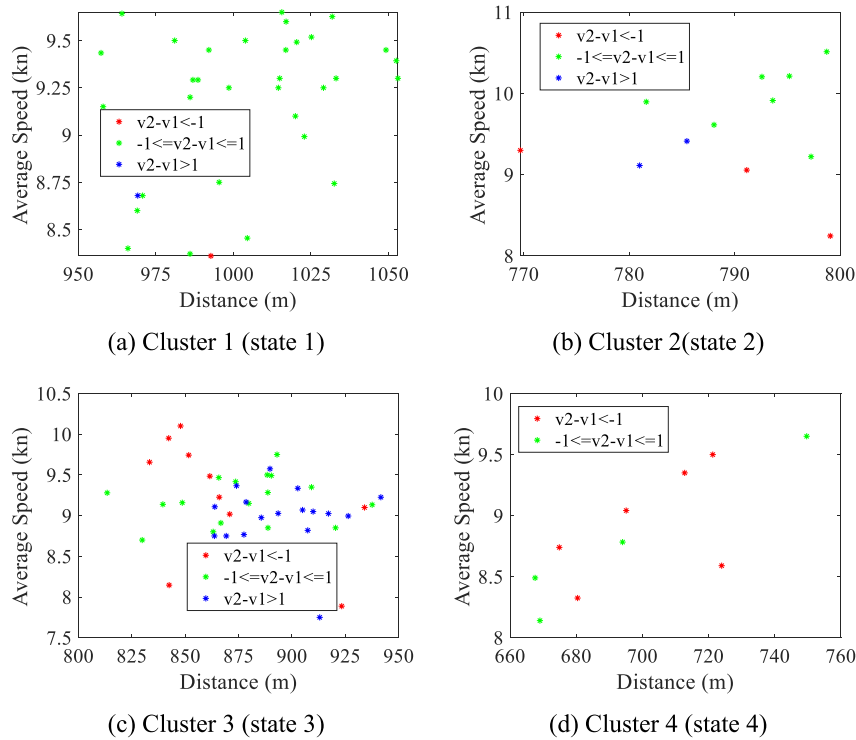 9.5
9.25
9
8.75
8.5
950
975
1000
1025
1050
Average Speed (kn)
Distance (m)
v2-v1<-1
-1<=v2-v1<=1
v2-v1>1
(a) Cluster 1 (state 1)
11
10
9
8
770
780
790
800
Average Speed (kn)
Distance (m)
v2-v1<-1
-1<=v2-v1<=1
v2-v1>1
(b) Cluster 2(state 2)
10.5
10
9.5
9
8.5
8
7.5
800
825
850
875
900
925
950
Average Speed (kn)
Distance (m)
v2-v1<-1
-1<=v2-v1<=1
v2-v1>1
(c) Cluster 3 (state 3)
10
9.5
9
8.5
8
660
680
700
720
740
760
Average Speed (kn)
Distance (m)
v2-v1<-1
-1<=v2-v1<=1
(d) Cluster 4 (state 4)